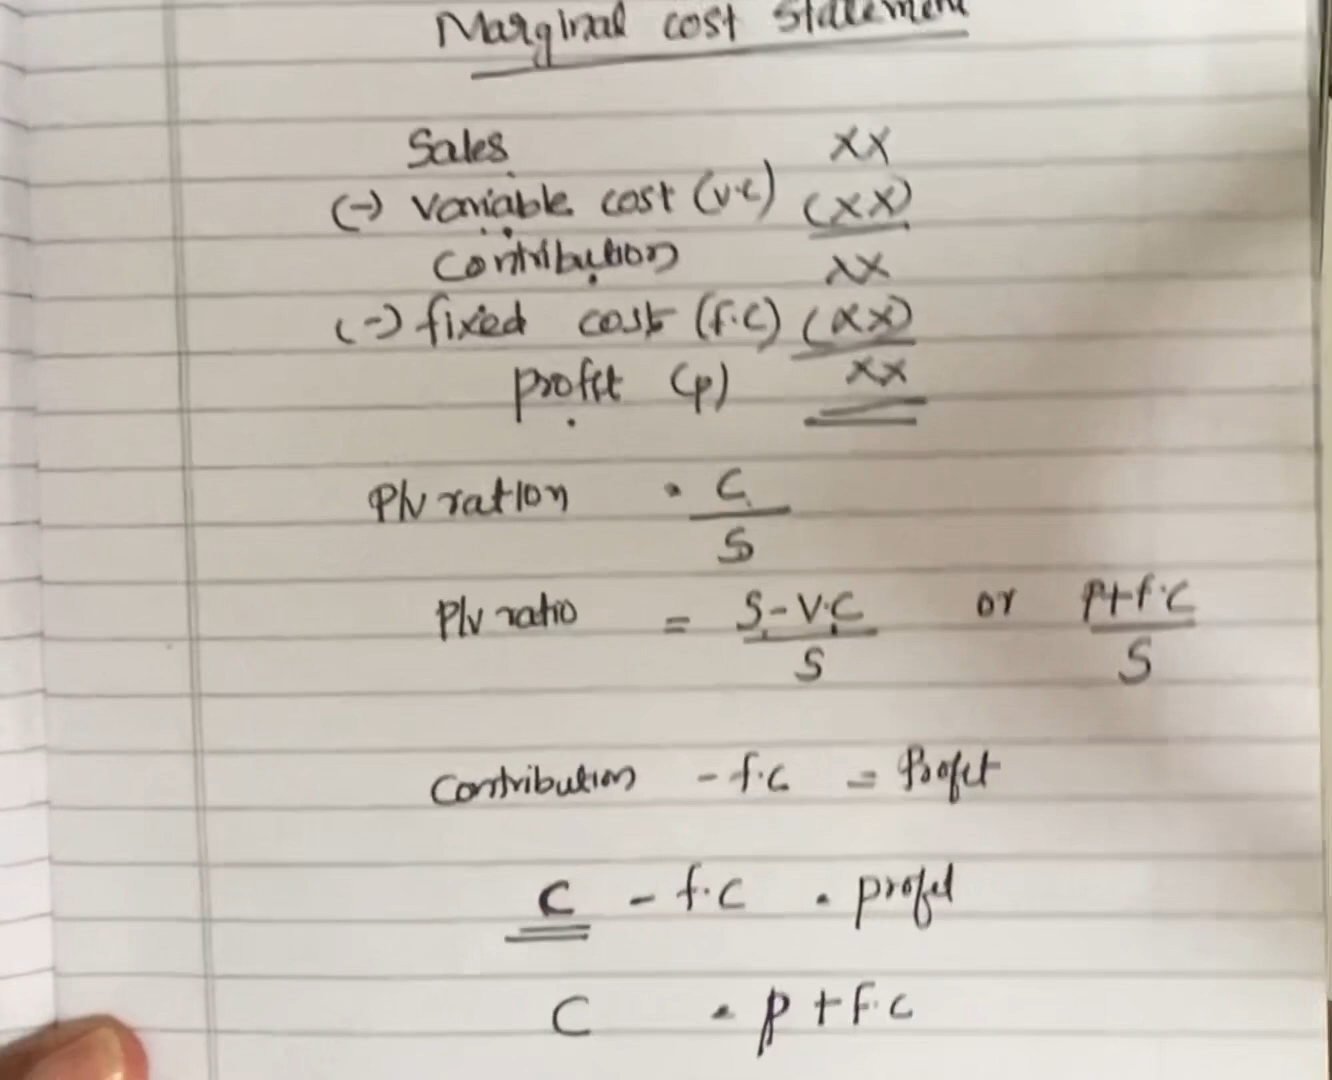 Marginal cost statement
Sales XX
(-) variable cost (v.c) (XX)
Contribution XX
(-) fixed cost (f.C) (XX)
profit (p) XX
P/v ration = C
S
P/v ratio = S - V.C or P+f.C
S S
Contribution - f.c = Profit
C - f.C = profit
C = p + f.c